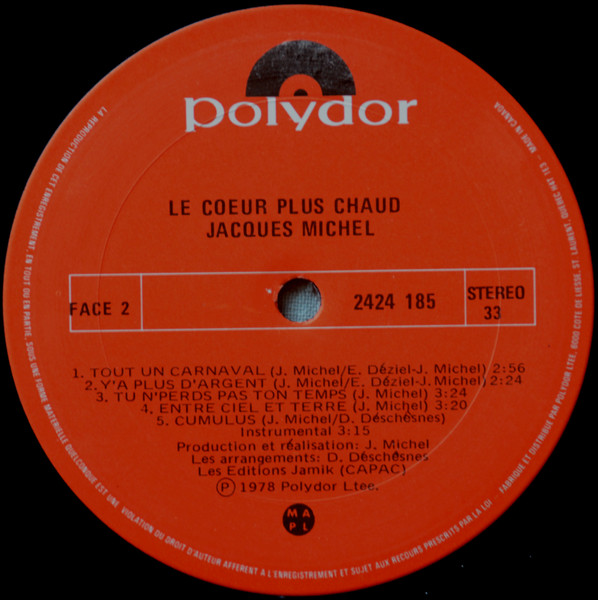 polydor
LE COEUR PLUS CHAUD
JACQUES MICHEL
FACE 2
2424 185
STEREO
33
1. TOUT UN CARNAVAL (J. Michel/E. Déziel-J. Michel) 2:56
2. Y'A PLUS D'ARGENT (J. Michel/E. Déziel-J. Michel) 2:24
3. TU N'PERDS PAS TON TEMPS (J. Michel) 3:24
4. ENTRE CIEL ET TERRE (J. Michel) 3:20
5. CUMULUS (J. Michel/D. Déschêsnes)
Instrumental 3:15
Production et réalisation: J. Michel
Les arrangements: D. Déschêsnes
Les Editions Jamik (CAPAC)
Ⓟ 1978 Polydor Ltee.
M A
P L
LA REPRODUCTION DE CET ENREGISTREMENT, EN TOUT OU EN PARTIE, SOUS UNE FORME MATERIELLE QUELCONQUE EST UNE VIOLATION DU DROIT D'AUTEUR AFFERENT A L'ENREGISTREMENT ET SUJET AUX RECOURS PRESCRITS PAR LA LOI
FABRIQUE ET DISTRIBUE PAR POLYDOR LTEE, 6000 COTE DE LIESSE, ST. LAURENT, QUEBEC H4T 1E3 – MADE IN CANADA